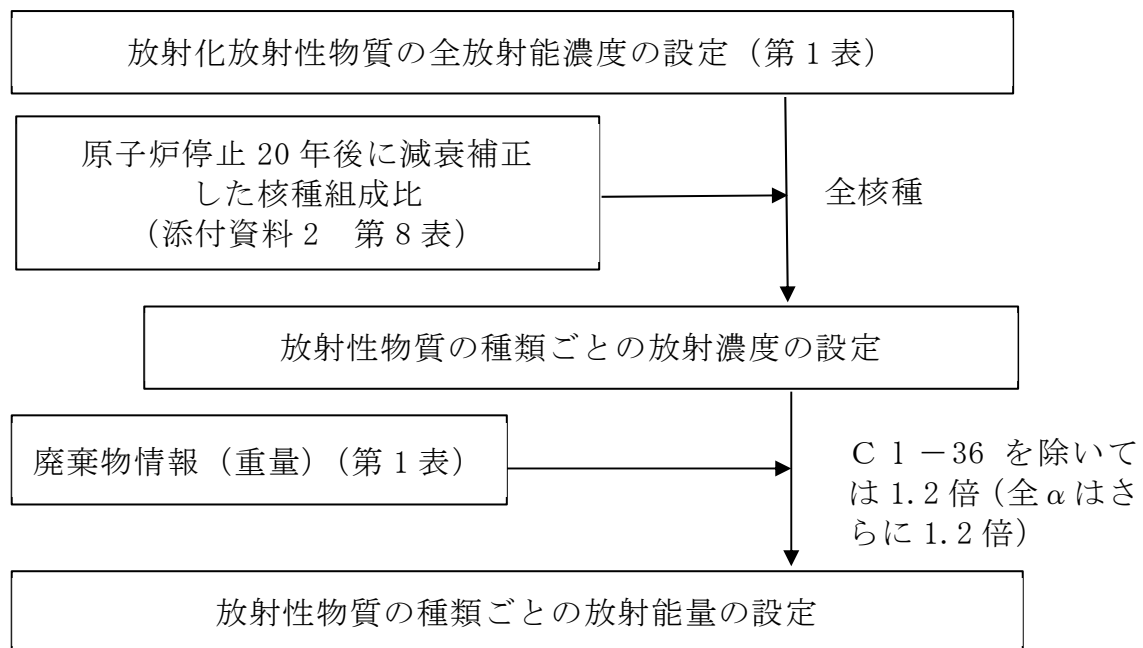 放射化放射性物質の全放射能濃度の設定（第１表）
原子炉停止 20 年後に減衰補正
した核種組成比
（添付資料２　第８表）
全核種
放射性物質の種類ごとの放射濃度の設定
廃棄物情報（重量）（第１表）
Ｃｌ－36 を除いて
は 1.2 倍（全αはさ
らに 1.2 倍）
放射性物質の種類ごとの放射能量の設定